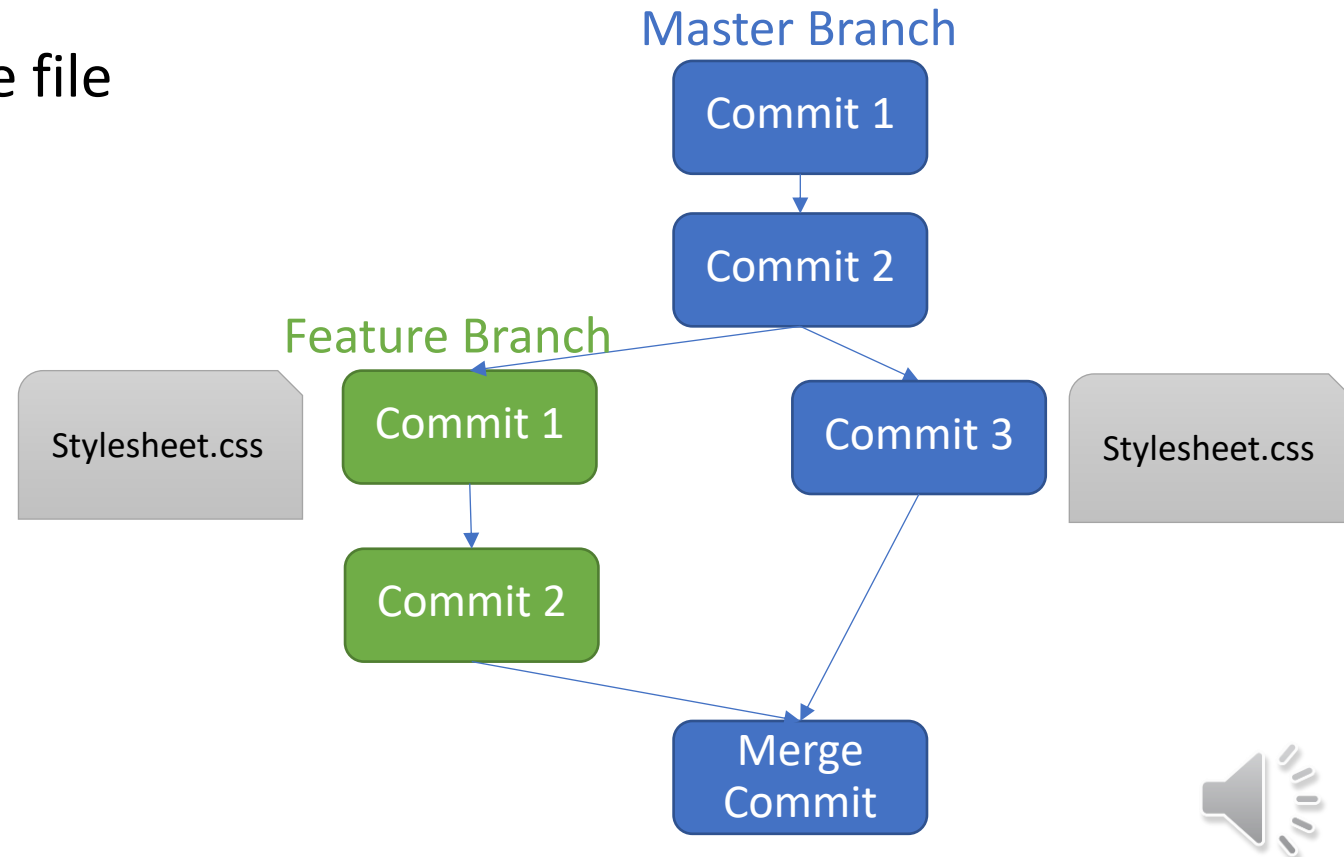 e file
Master Branch
Commit 1
Commit 2
Feature Branch
Stylesheet.css
Commit 1
Commit 3
Stylesheet.css
Commit 2
Merge
Commit